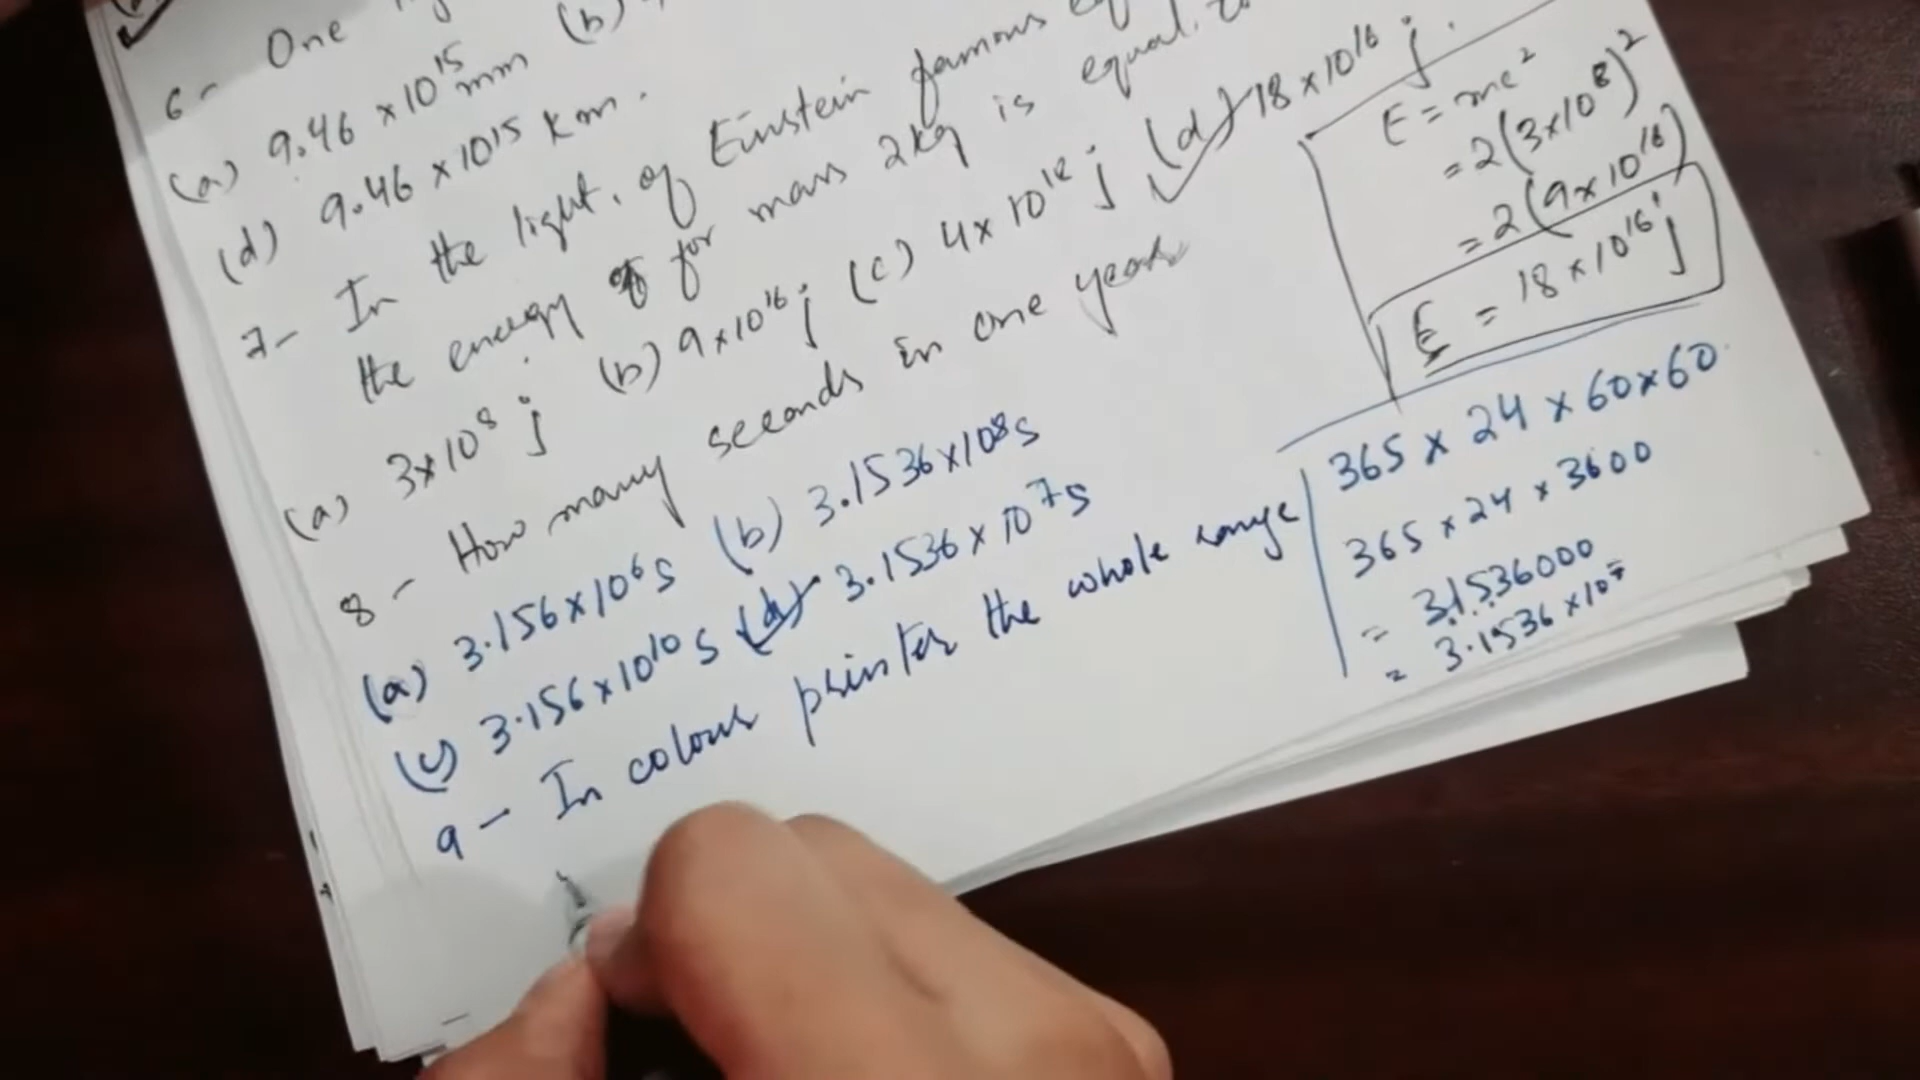 6- One
(a) 9.46 x 10^15 mm (b)
(d) 9.46 x 10^15 km.
7- In the light. of Einstein famous
the energy for mass 2kg is equal. to
(a) 3x10^8 j (b) 9x10^16 j (c) 4x 10^12 j (d) 18x10^16 j.
8- How many seconds in one year
(a) 3.156x10^6 s (b) 3.1536x10^8 s
(c) 3.156x10^10 s (d) 3.1536x10^7 s
9- In colour printer the whole range
E = mc^2
= 2(3x10^8)^2
= 2(9x10^16)
E = 18x10^16 j
365 x 24 x 60x60
365 x 24 x 3600
= 31536000
= 3.1536 x10^7